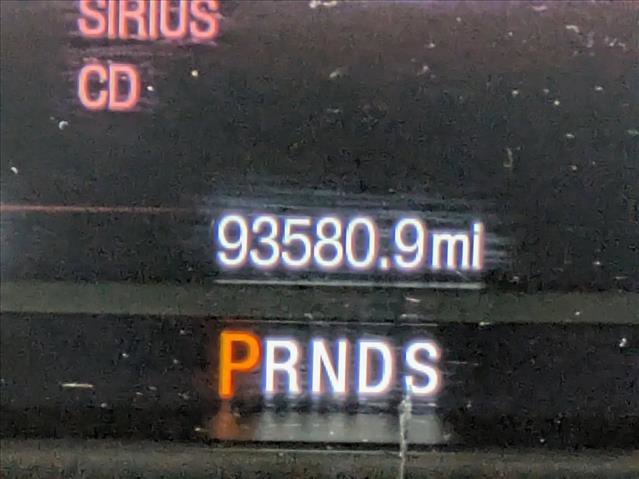 SIRIUS
CD
93580.9mi
PRNDS